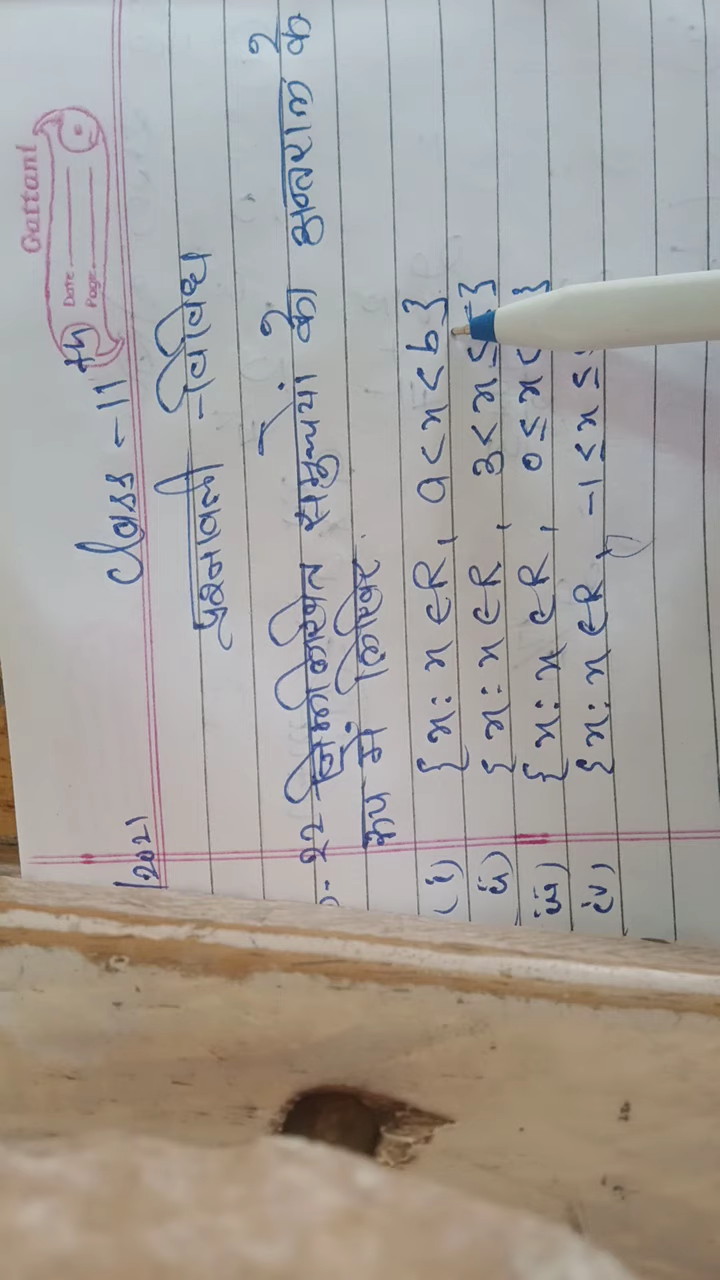 Gattani
Date
Page
/2021
Class - 11th
प्रश्नावली - विविध
- 22 निम्नलिखित समुच्चयों को अन्तराल के
रूप में लिखिए
(i) {x: x ∈ R, a < x < b}
(ii) {x: x ∈ R, 3 < x ≤ }
(iii) {x: x ∈ R, 0 ≤ x < }
(iv) {x: x ∈ R, -1 ≤ x ≤